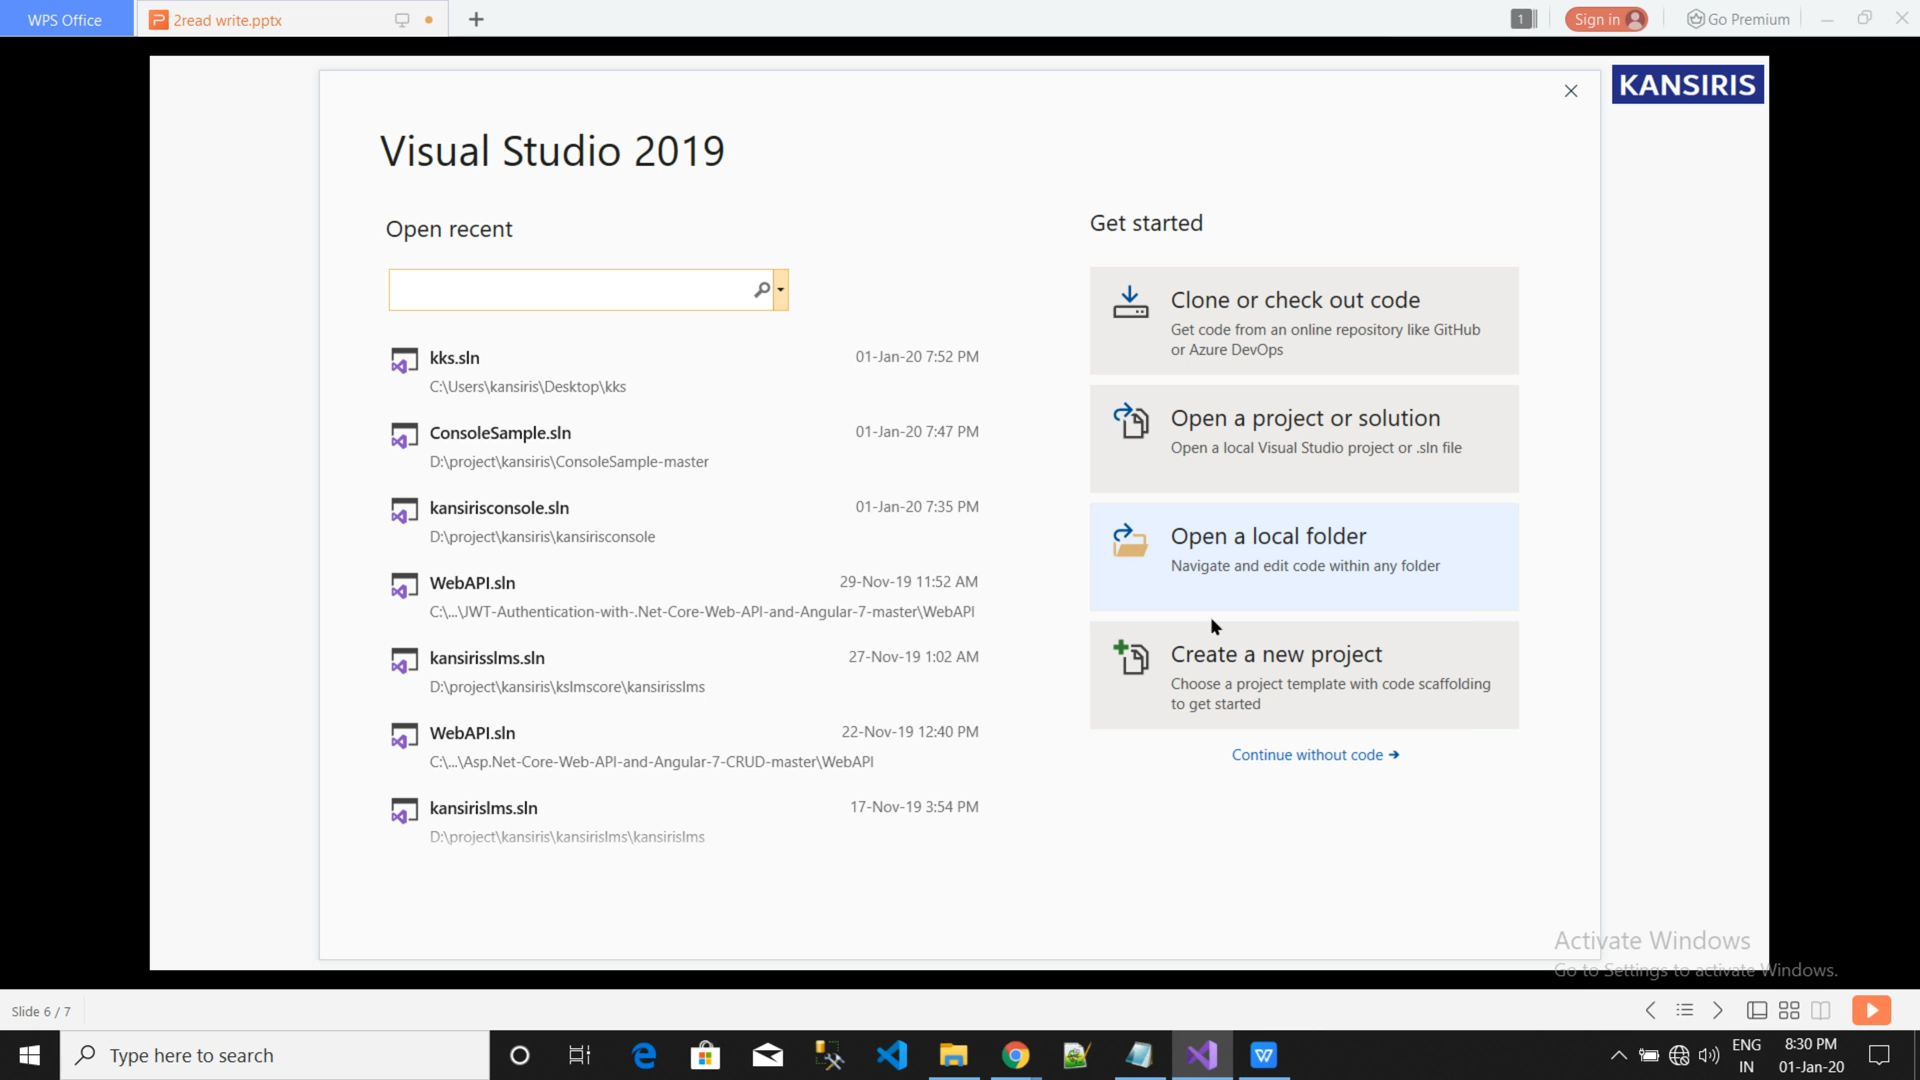 WPS Office
2read write.pptx
1
Sign in
Go Premium
KANSIRIS
Visual Studio 2019
Open recent
kks.sln
01-Jan-20 7:52 PM
C:\Users\kansiris\Desktop\kks
ConsoleSample.sln
01-Jan-20 7:47 PM
D:\project\kansiris\ConsoleSample-master
kansirisconsole.sln
01-Jan-20 7:35 PM
D:\project\kansiris\kansirisconsole
WebAPI.sln
29-Nov-19 11:52 AM
C:\...\JWT-Authentication-with-.Net-Core-Web-API-and-Angular-7-master\WebAPI
kansirisslms.sln
27-Nov-19 1:02 AM
D:\project\kansiris\kslmscore\kansirisslms
WebAPI.sln
22-Nov-19 12:40 PM
C:\...\Asp.Net-Core-Web-API-and-Angular-7-CRUD-master\WebAPI
kansirislms.sln
17-Nov-19 3:54 PM
D:\project\kansiris\kansirislms\kansirislms
Get started
Clone or check out code
Get code from an online repository like GitHub
or Azure DevOps
Open a project or solution
Open a local Visual Studio project or .sln file
Open a local folder
Navigate and edit code within any folder
Create a new project
Choose a project template with code scaffolding
to get started
Continue without code
Activate Windows
Go to Settings to activate Windows.
Slide 6 / 7
Type here to search
ENG
IN
8:30 PM
01-Jan-20